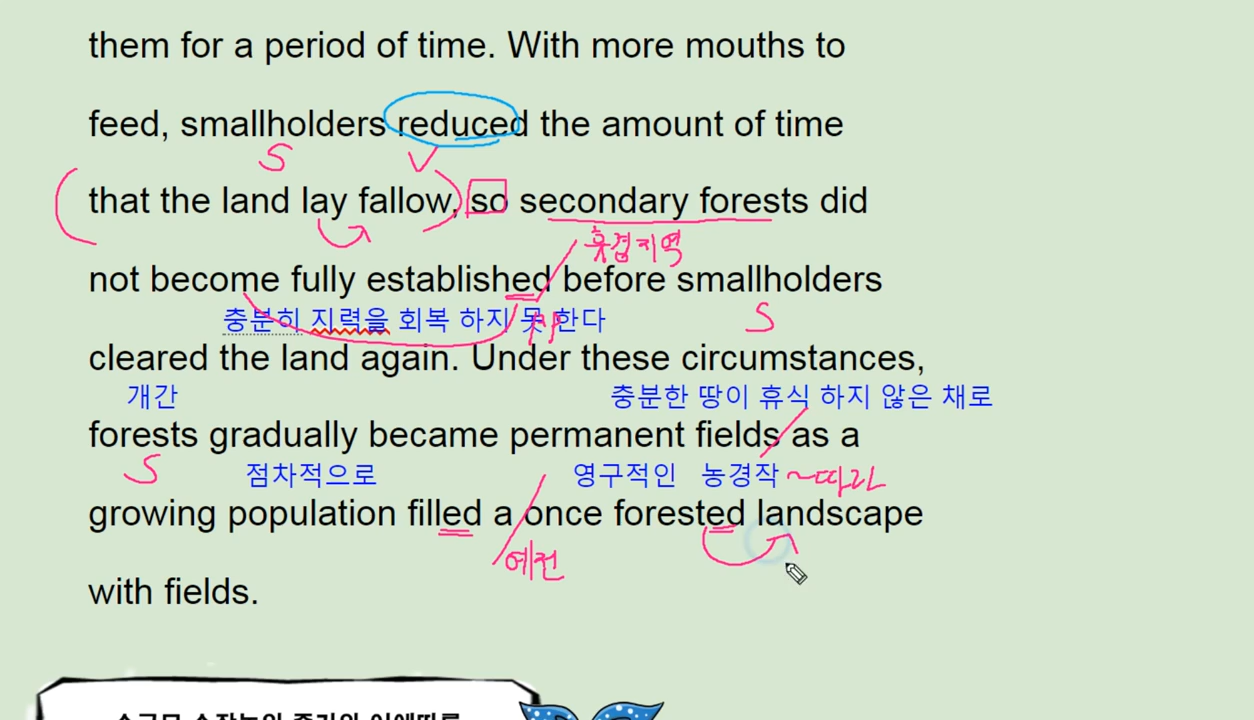 them for a period of time. With more mouths to
feed, smallholders reduced the amount of time
S V
that the land lay fallow, so secondary forests did
휴경지역
not become fully established before smallholders
충분히 지력을 회복 하지 못 한다 S
cleared the land again. Under these circumstances,
개간 충분한 땅이 휴식 하지 않은 채로
forests gradually became permanent fields as a
S 점차적으로 영구적인 농경작 ~따라
growing population filled a once forested landscape
예전
with fields.